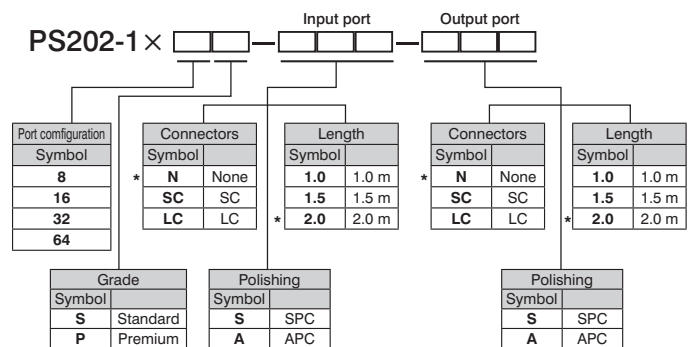 Input port
Output port
PS202-1×
Port comfiguration
Symbol
8
16
32
64
Connectors
Symbol
* N None
SC SC
LC LC
Length
Symbol
1.0 1.0 m
1.5 1.5 m
* 2.0 2.0 m
Connectors
Symbol
* N None
SC SC
LC LC
Length
Symbol
1.0 1.0 m
1.5 1.5 m
* 2.0 2.0 m
Grade
Symbol
S Standard
P Premium
Polishing
Symbol
S SPC
A APC
Polishing
Symbol
S SPC
A APC